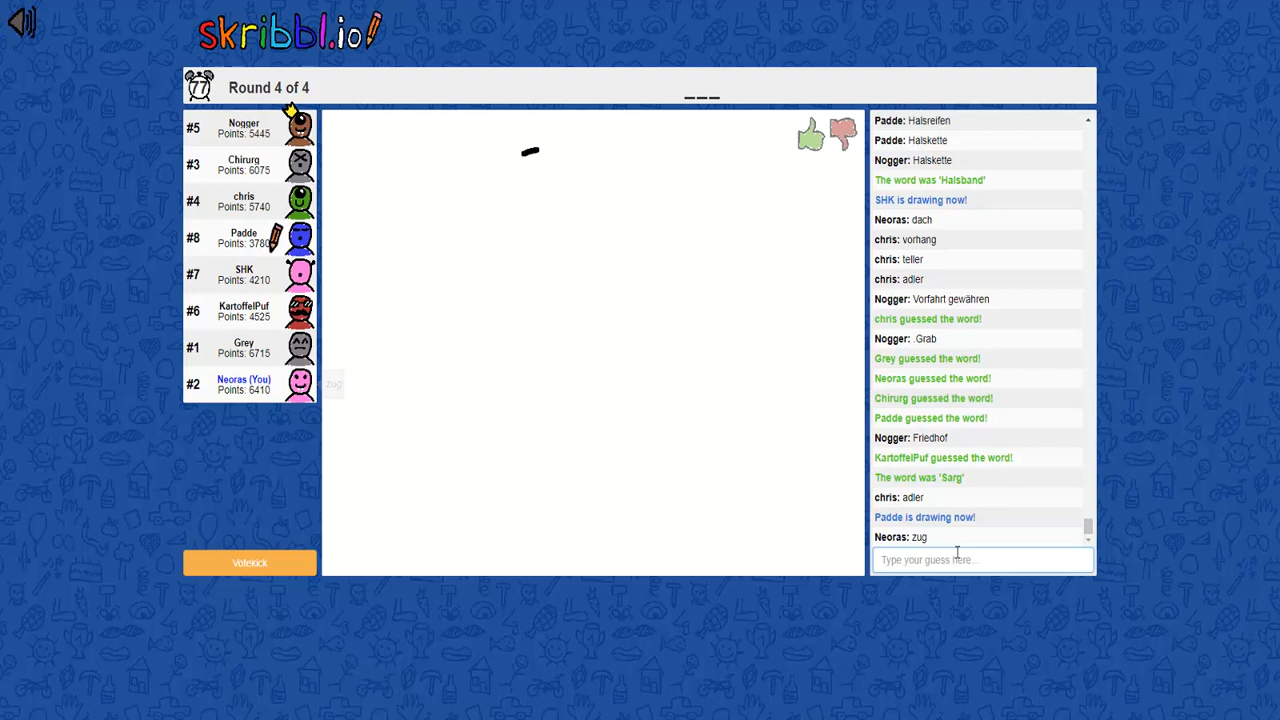 skribbl.io
77
Round 4 of 4
___
#5
Nogger
Points: 5445
#3
Chirurg
Points: 6075
#4
chris
Points: 5740
#8
Padde
Points: 3780
#7
SHK
Points: 4210
#6
KartoffelPuf
Points: 4525
#1
Grey
Points: 6715
#2
Neoras (You)
Points: 6410
zug
Votekick
Padde: Halsreifen
Padde: Halskette
Nogger: Halskette
The word was 'Halsband'
SHK is drawing now!
Neoras: dach
chris: vorhang
chris: teller
chris: adler
Nogger: Vorfahrt gewähren
chris guessed the word!
Nogger: .Grab
Grey guessed the word!
Neoras guessed the word!
Chirurg guessed the word!
Padde guessed the word!
Nogger: Friedhof
KartoffelPuf guessed the word!
The word was 'Sarg'
chris: adler
Padde is drawing now!
Neoras: zug
Type your guess here...